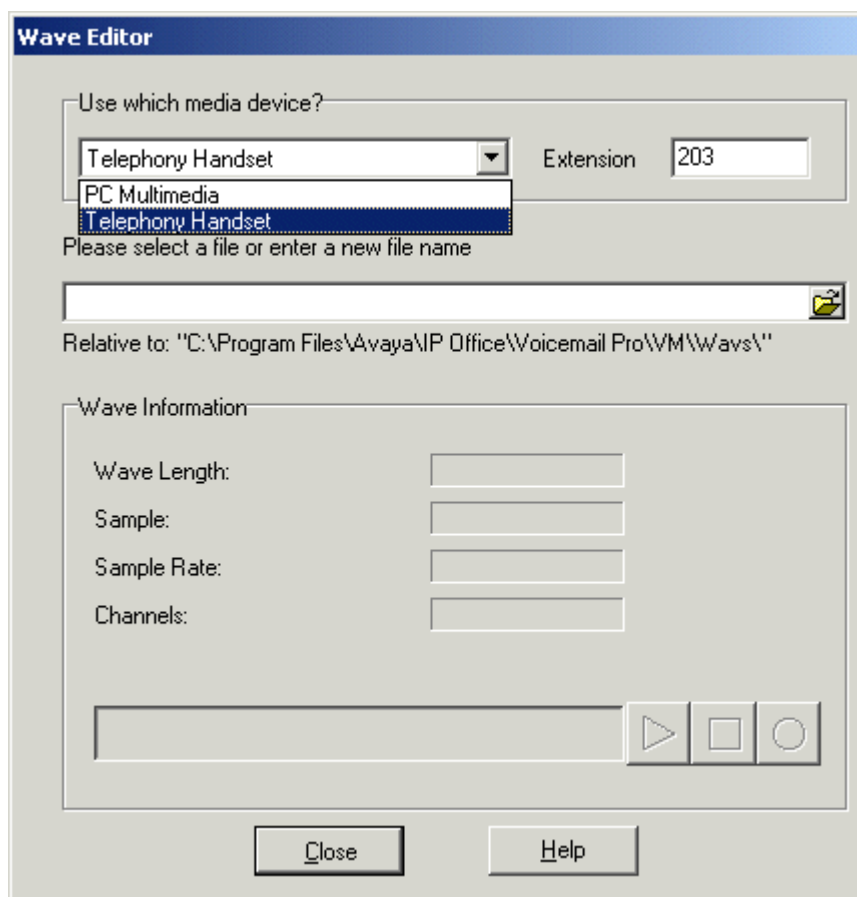 Wave Editor
Use which media device?
Telephony Handset
Extension
203
PC Multimedia
Telephony Handset
Please select a file or enter a new file name
Relative to: "C:\Program Files\Avaya\IP Office\Voicemail Pro\VM\Wavs\"
Wave Information
Wave Length:
Sample:
Sample Rate:
Channels:
Close
Help